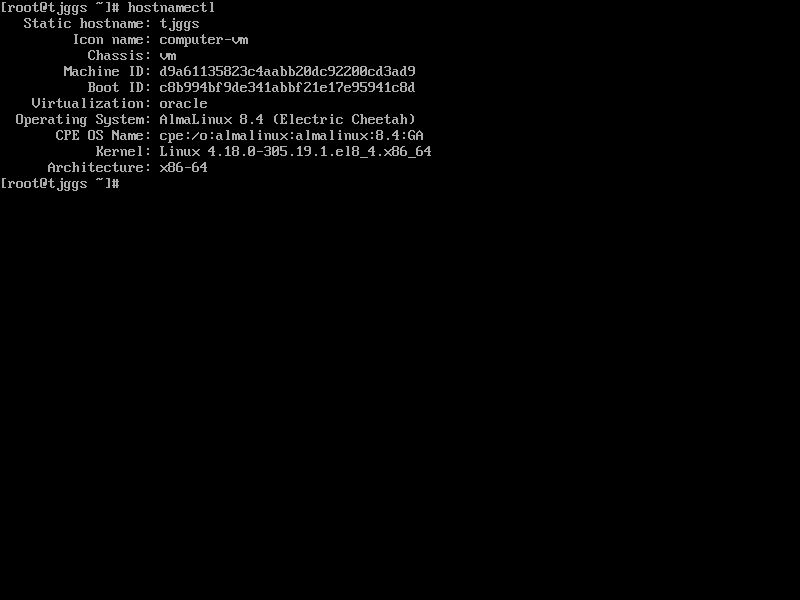 [root@tjggs ~]# hostnamectl
Static hostname: tjggs
Icon name: computer-vm
Chassis: vm
Machine ID: d9a61135823c4aabb20dc92200cd3ad9
Boot ID: c8b994bf9de341abbf21e17e95941c8d
Virtualization: oracle
Operating System: AlmaLinux 8.4 (Electric Cheetah)
CPE OS Name: cpe:/o:almalinux:almalinux:8.4:GA
Kernel: Linux 4.18.0-305.19.1.el8_4.x86_64
Architecture: x86-64
[root@tjggs ~]#